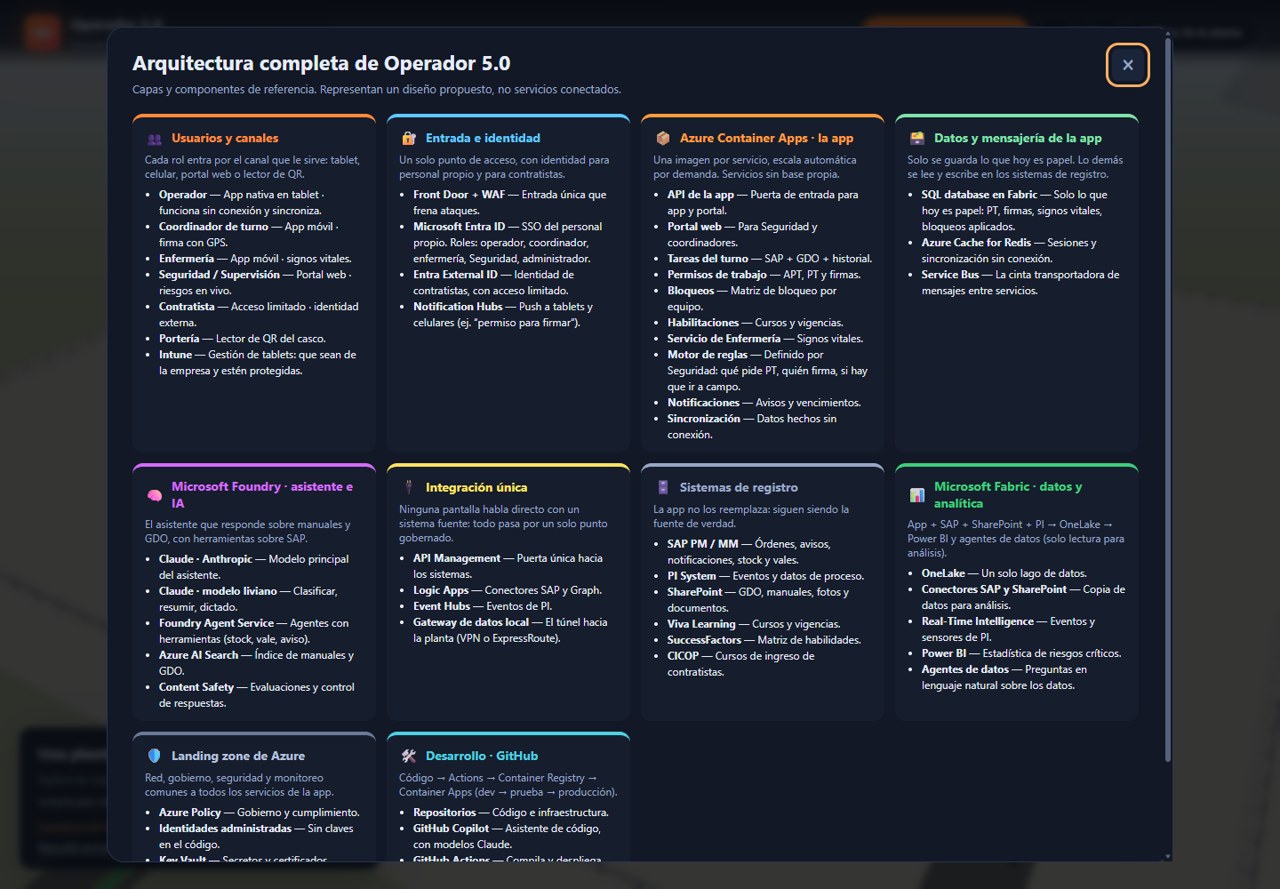 Arquitectura completa de Operador 5.0
Capas y componentes de referencia. Representan un diseño propuesto, no servicios conectados.
×
Usuarios y canales
Cada rol entra por el canal que le sirve: tablet,
celular, portal web o lector de QR.
• Operador — App nativa en tablet ·
funciona sin conexión y sincroniza.
• Coordinador de turno — App móvil ·
firma con GPS.
• Enfermería — App móvil · signos vitales.
• Seguridad / Supervisión — Portal web ·
riesgos en vivo.
• Contratista — Acceso limitado · identidad
externa.
• Portería — Lector de QR del casco.
• Intune — Gestión de tablets: que sean de
la empresa y estén protegidas.
Entrada e identidad
Un solo punto de acceso, con identidad para
personal propio y para contratistas.
• Front Door + WAF — Entrada única que
frena ataques.
• Microsoft Entra ID — SSO del personal
propio. Roles: operador, coordinador,
enfermería, Seguridad, administrador.
• Entra External ID — Identidad de
contratistas, con acceso limitado.
• Notification Hubs — Push a tablets y
celulares (ej. "permiso para firmar").
Azure Container Apps · la app
Una imagen por servicio, escala automática
por demanda. Servicios sin base propia.
• API de la app — Puerta de entrada para
app y portal.
• Portal web — Para Seguridad y
coordinadores.
• Tareas del turno — SAP + GDO + historial.
• Permisos de trabajo — APT, PT y firmas.
• Bloqueos — Matriz de bloqueo por
equipo.
• Habilitaciones — Cursos y vigencias.
• Servicio de Enfermería — Signos vitales.
• Motor de reglas — Definido por
Seguridad: qué pide PT, quién firma, si hay
que ir a campo.
• Notificaciones — Avisos y vencimientos.
• Sincronización — Datos hechos sin
conexión.
Datos y mensajería de la app
Solo se guarda lo que hoy es papel. Lo demás
se lee y escribe en los sistemas de registro.
• SQL database en Fabric — Solo lo que
hoy es papel: PT, firmas, signos vitales,
bloqueos aplicados.
• Azure Cache for Redis — Sesiones y
sincronización sin conexión.
• Service Bus — La cinta transportadora de
mensajes entre servicios.
Microsoft Foundry · asistente e
IA
El asistente que responde sobre manuales y
GDO, con herramientas sobre SAP.
• Claude · Anthropic — Modelo principal
del asistente.
• Claude · modelo liviano — Clasificar,
resumir, dictado.
• Foundry Agent Service — Agentes con
herramientas (stock, vale, aviso).
• Azure AI Search — Índice de manuales y
GDO.
• Content Safety — Evaluaciones y control
de respuestas.
Integración única
Ninguna pantalla habla directo con un
sistema fuente: todo pasa por un solo punto
gobernado.
• API Management — Puerta única hacia
los sistemas.
• Logic Apps — Conectores SAP y Graph.
• Event Hubs — Eventos de PI.
• Gateway de datos local — El túnel hacia
la planta (VPN o ExpressRoute).
Sistemas de registro
La app no los reemplaza: siguen siendo la
fuente de verdad.
• SAP PM / MM — Órdenes, avisos,
notificaciones, stock y vales.
• PI System — Eventos y datos de proceso.
• SharePoint — GDO, manuales, fotos y
documentos.
• Viva Learning — Cursos y vigencias.
• SuccessFactors — Matriz de habilidades.
• CICOP — Cursos de ingreso de
contratistas.
Microsoft Fabric · datos y
analítica
App + SAP + SharePoint + PI → OneLake →
Power BI y agentes de datos (solo lectura para
análisis).
• OneLake — Un solo lago de datos.
• Conectores SAP y SharePoint — Copia de
datos para análisis.
• Real-Time Intelligence — Eventos y
sensores de PI.
• Power BI — Estadística de riesgos críticos.
• Agentes de datos — Preguntas en
lenguaje natural sobre los datos.
Landing zone de Azure
Red, gobierno, seguridad y monitoreo
comunes a todos los servicios de la app.
• Azure Policy — Gobierno y cumplimiento.
• Identidades administradas — Sin claves
en el código.
• Key Vault — Secretos y certificados.
Desarrollo · GitHub
Código → Actions → Container Registry →
Container Apps (dev → prueba → producción).
• Repositorios — Código e infraestructura.
• GitHub Copilot — Asistente de código,
con modelos Claude.
• GitHub Actions — Compila y despliega